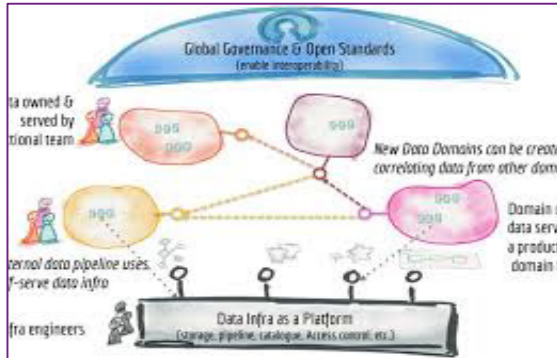 Global Governance & Open Standards
(enable interoperability)
ta owned &
served by
tional team
New Data Domains can be create
correlating data from other doma
Domain
data serv
a produc
domain
ternal data pipeline uses
f-serve data infra
Data Infra as a Platform
(storage, pipeline, catalogue, Access control, etc.)
fra engineers